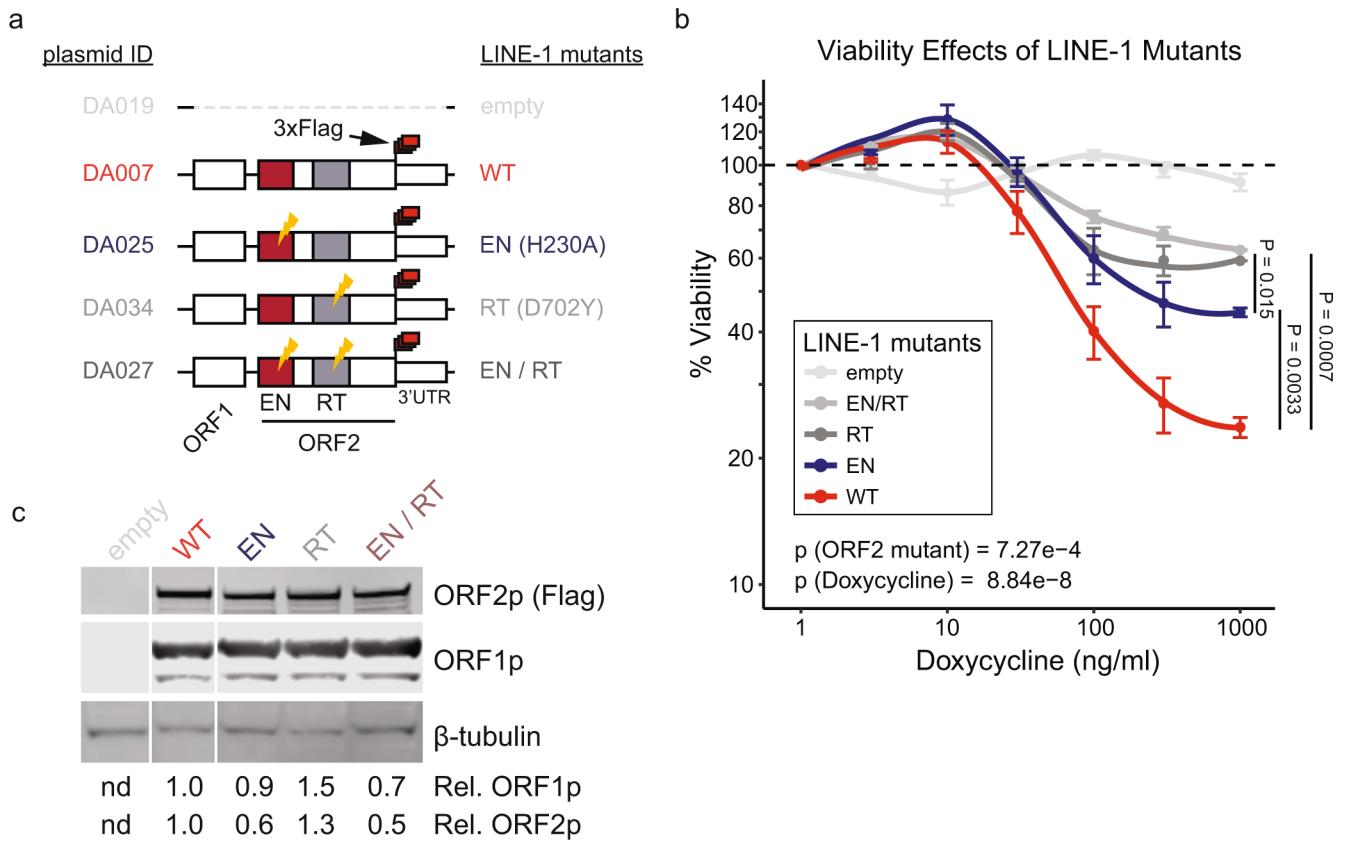 a
plasmid ID
LINE-1 mutants
DA019
empty
3xFlag
DA007
WT
DA025
EN (H230A)
DA034
RT (D702Y)
DA027
EN / RT
ORF1
EN
RT
3'UTR
ORF2
b
Viability Effects of LINE-1 Mutants
% Viability
140
120
100
80
60
40
20
10
LINE-1 mutants
empty
EN/RT
RT
EN
WT
p (ORF2 mutant) = 7.27e−4
p (Doxycycline) = 8.84e−8
P = 0.015
P = 0.0033
P = 0.0007
1
10
100
1000
Doxycycline (ng/ml)
c
empty
WT
EN
RT
EN / RT
ORF2p (Flag)
ORF1p
β-tubulin
nd 1.0 0.9 1.5 0.7 Rel. ORF1p
nd 1.0 0.6 1.3 0.5 Rel. ORF2p